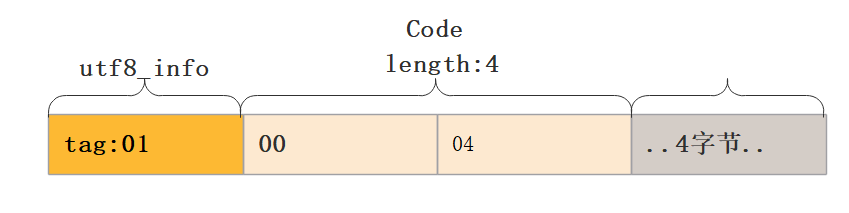 Code
length:4
utf8_info
tag:01
00
04
..4字节..